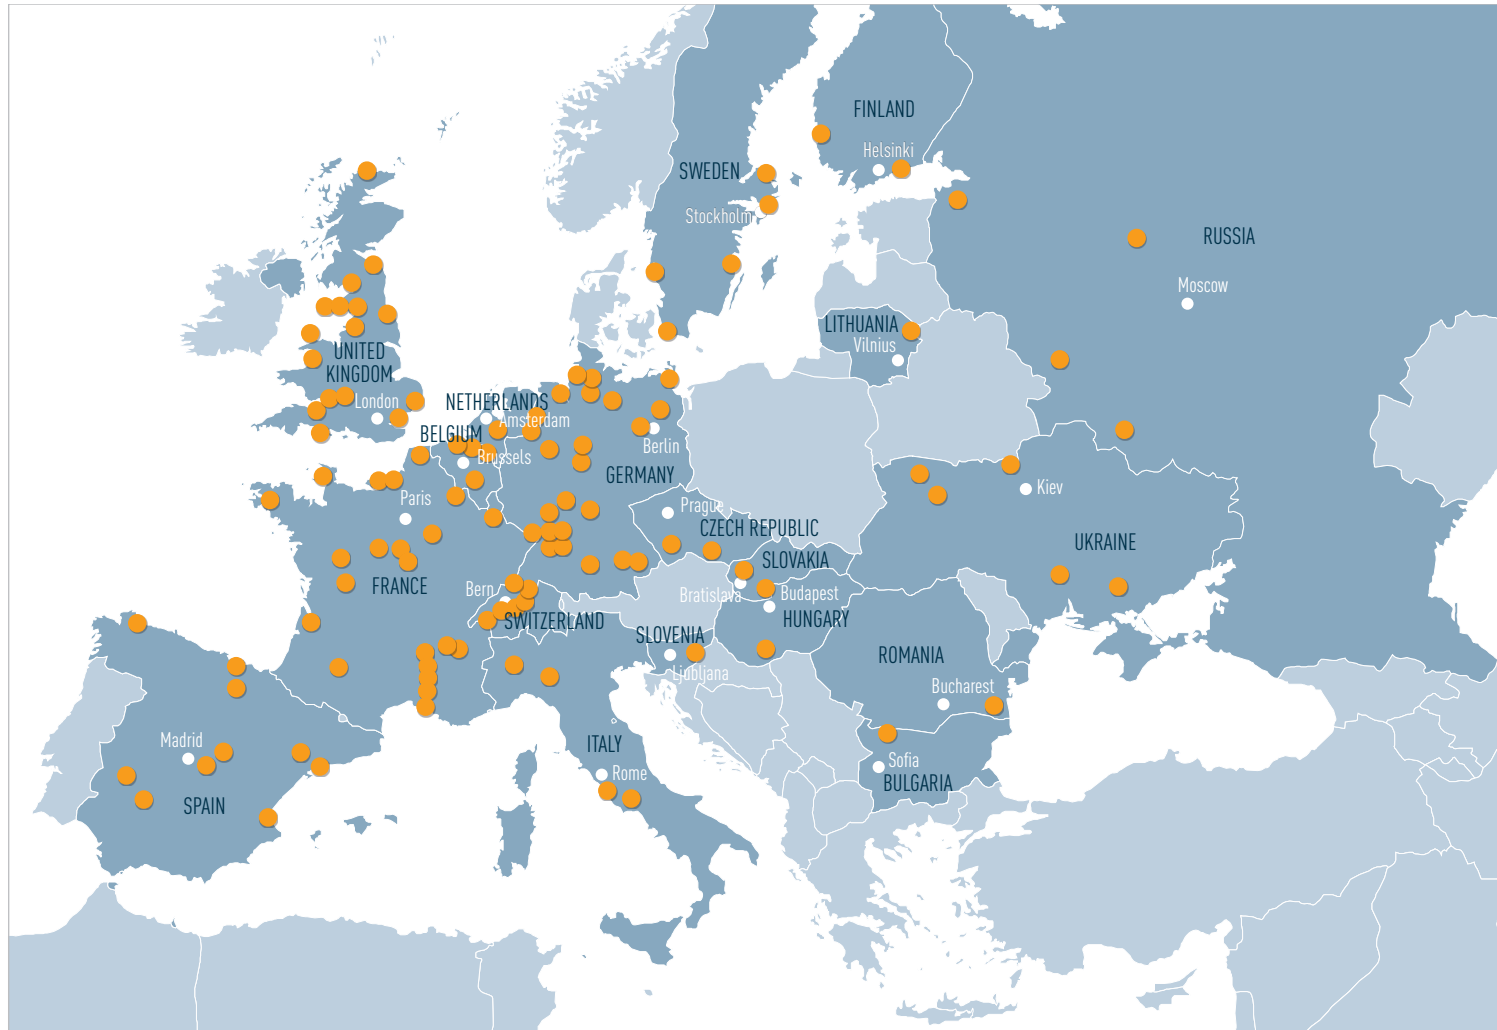 FINLAND
Helsinki
SWEDEN
Stockholm
RUSSIA
Moscow
LITHUANIA
Vilnius
UNITED
KINGDOM
London
NETHERLANDS
Amsterdam
BELGIUM
Brussels
Berlin
GERMANY
Paris
Prague
CZECH REPUBLIC
Kiev
UKRAINE
SLOVAKIA
Bratislava
Budapest
HUNGARY
FRANCE
Bern
SWITZERLAND
SLOVENIA
Ljubljana
ROMANIA
Bucharest
Madrid
SPAIN
ITALY
Rome
Sofia
BULGARIA